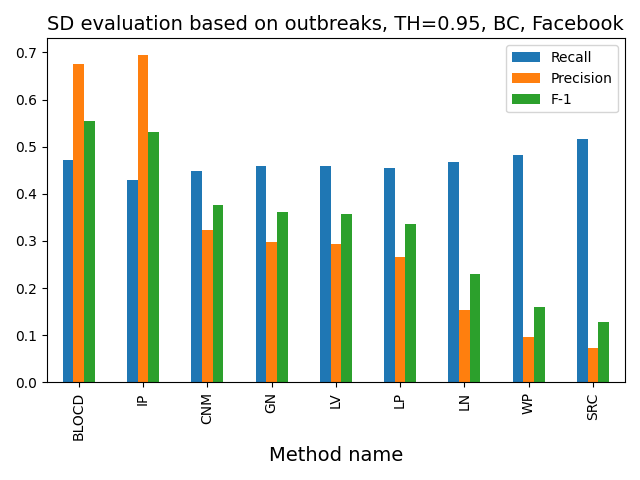 SD evaluation based on outbreaks, TH=0.95, BC, Facebook
Recall
Precision
F-1
0.7
0.6
0.5
0.4
0.3
0.2
0.1
0.0
BLOCD
IP
CNM
GN
LV
LP
LN
WP
SRC
Method name